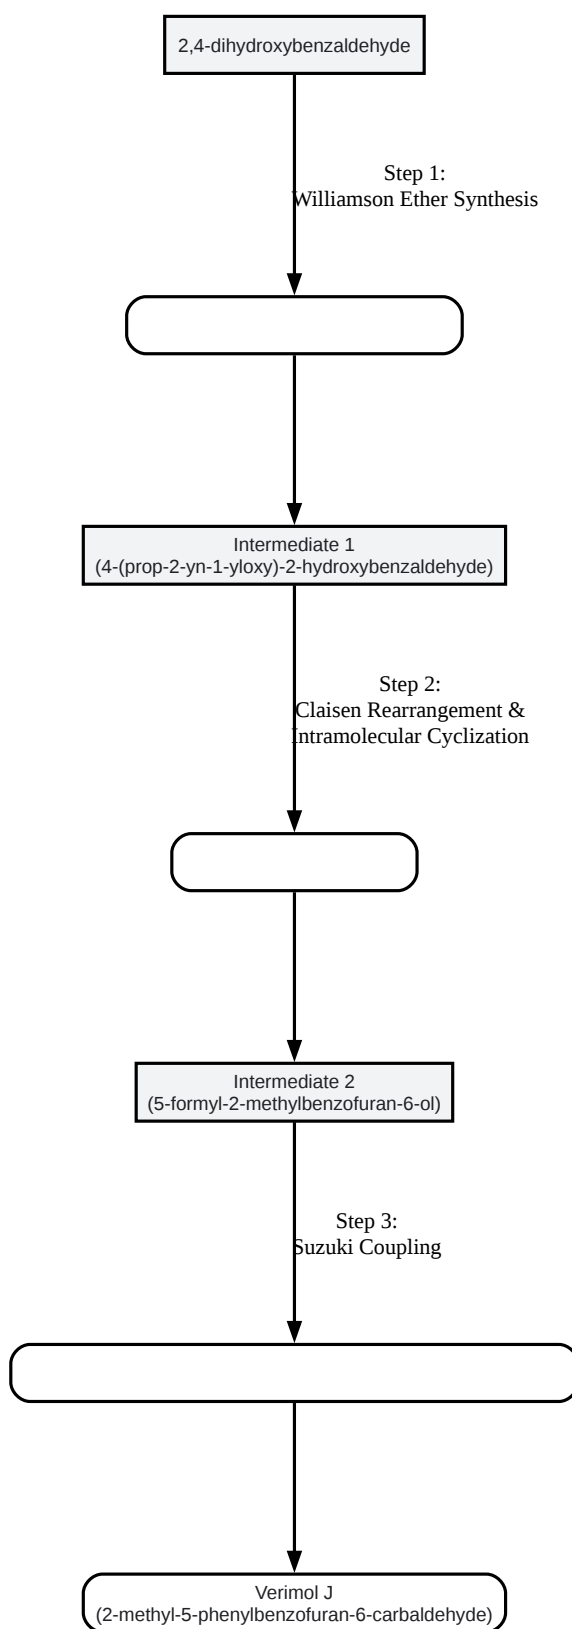 2,4-dihydroxybenzaldehyde
Step 1:
Williamson Ether Synthesis
Intermediate 1
(4-(prop-2-yn-1-yloxy)-2-hydroxybenzaldehyde)
Step 2:
Claisen Rearrangement &
Intramolecular Cyclization
Intermediate 2
(5-formyl-2-methylbenzofuran-6-ol)
Step 3:
Suzuki Coupling
Verimol J
(2-methyl-5-phenylbenzofuran-6-carbaldehyde)